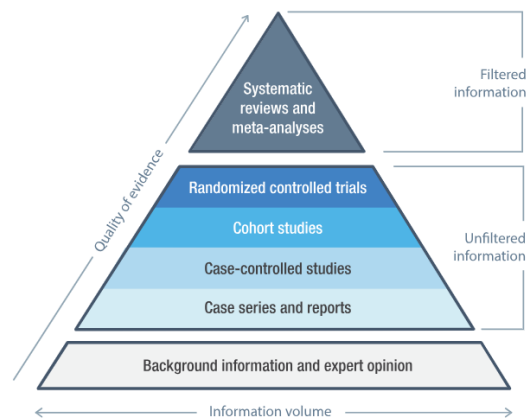 Systematic
reviews and
meta-analyses
Filtered
information
Quality of evidence
Randomized controlled trials
Cohort studies
Case-controlled studies
Case series and reports
Unfiltered
information
Background information and expert opinion
Information volume